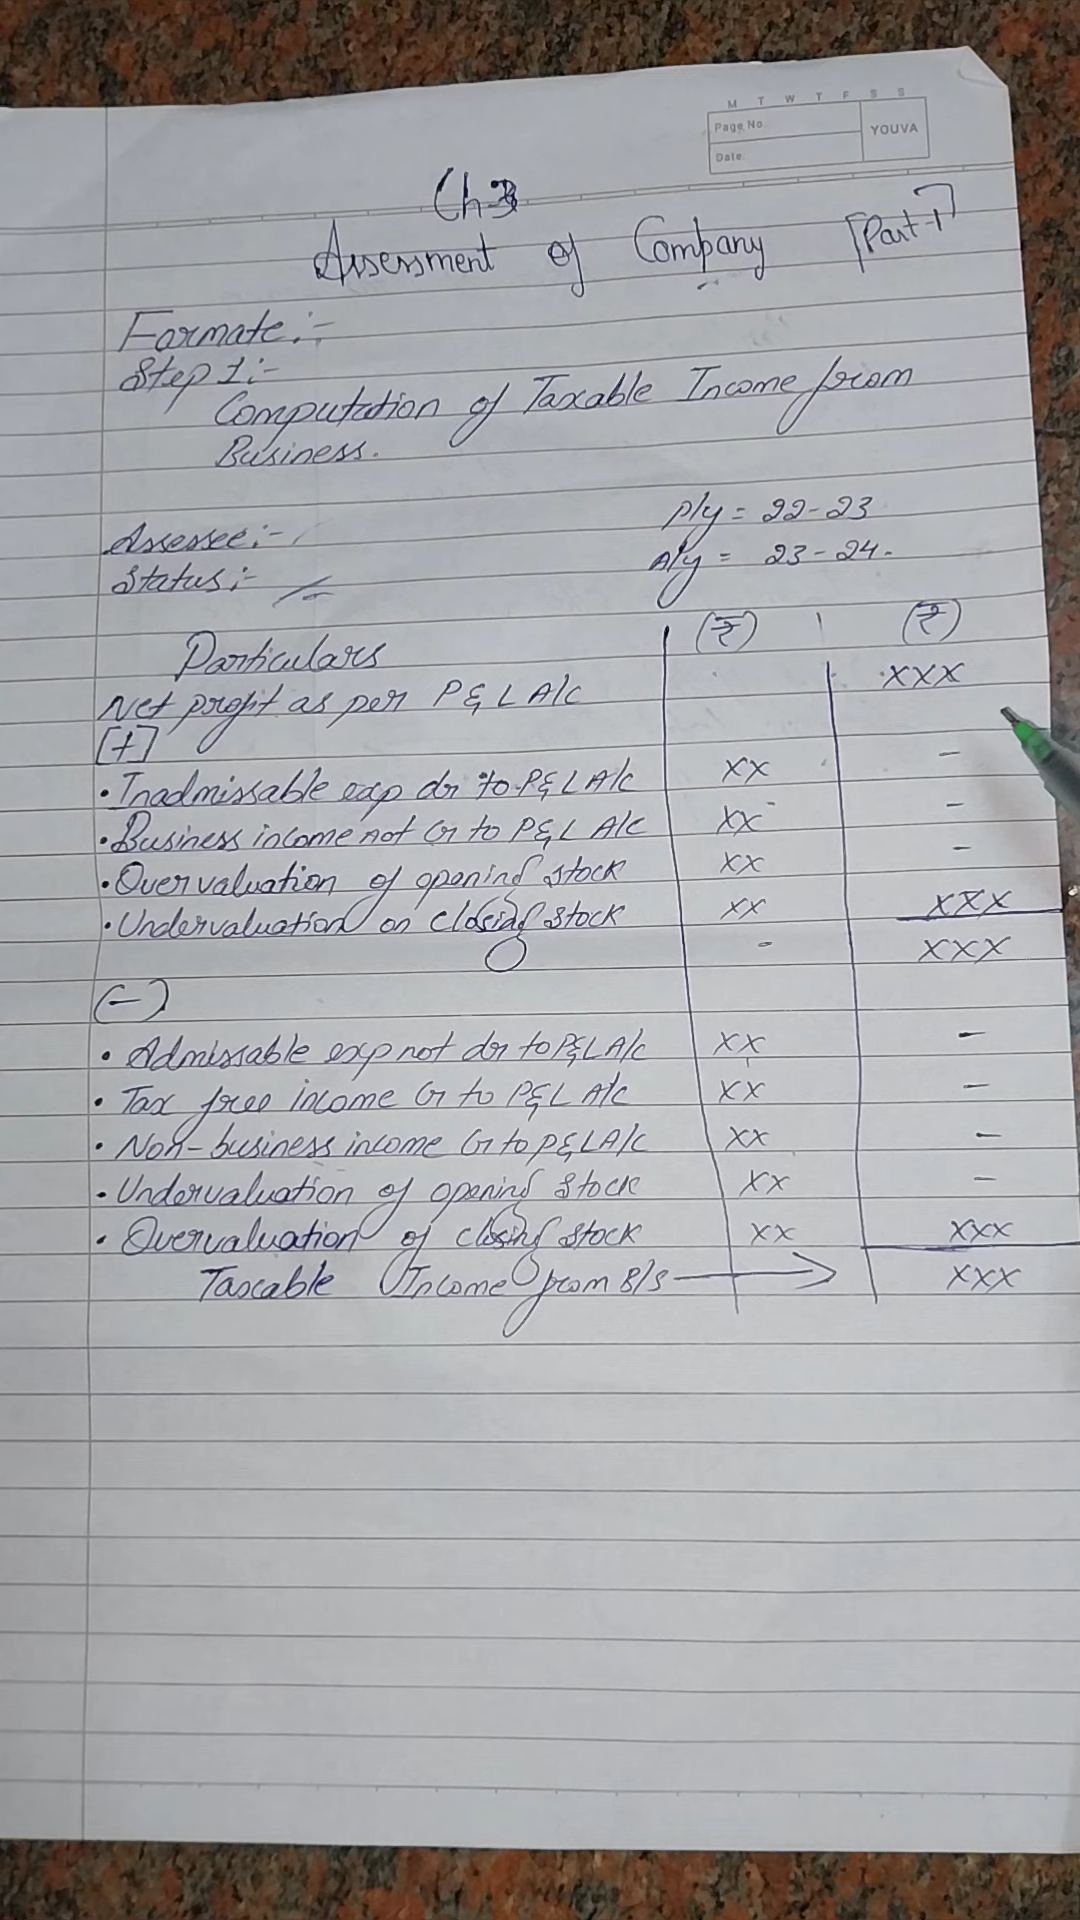 M T W T F S S
Page No.
YOUVA
Date:
Ch-3
Assessment of Company [Part-1]
Formate:-
Step 1:-
Computation of Taxable Income from
Business.
P/y = 22-23
Assessee:-
A/y = 23-24.
Status:-
Particulars (₹) (₹)
Net profit as per P&L A/c xxx
[+]
• Inadmissable exp dr to P&L A/c xx -
• Business income not Cr to P&L A/c xx -
• Overvaluation of opening stock xx -
• Undervaluation on closing stock xx xxx
- xxx
(-)
• Admissable exp not dr to P&L A/c xx -
• Tax free income Cr to P&L A/c xx -
• Non-business income Cr to P&L A/c xx -
• Undervaluation of opening stock xx -
• Overvaluation of closing stock xx xxx
Taxable Income from B/S → xxx